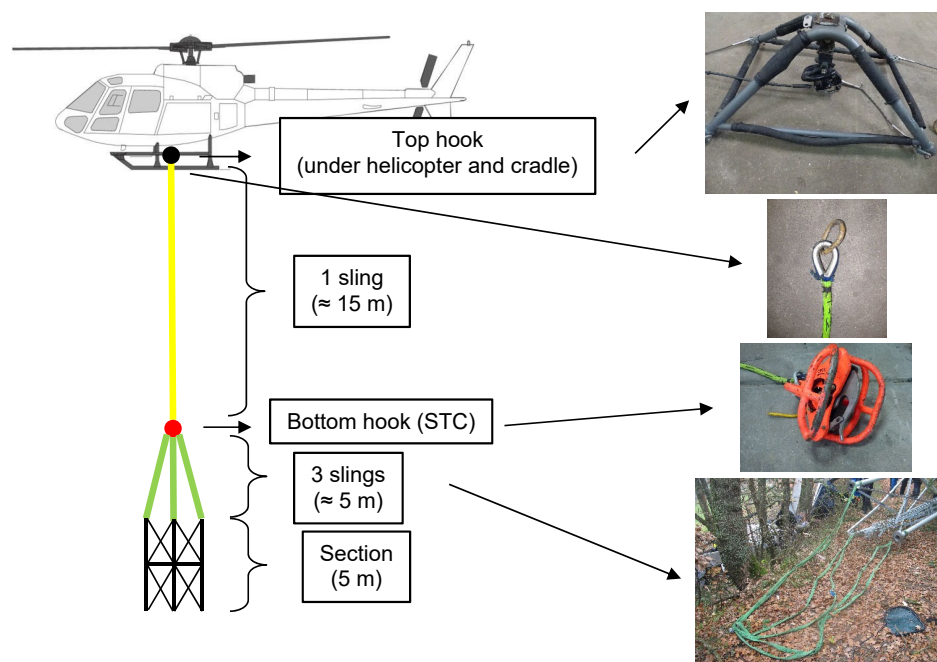 Top hook
(under helicopter and cradle)
1 sling
(≈ 15 m)
Bottom hook (STC)
3 slings
(≈ 5 m)
Section
(5 m)